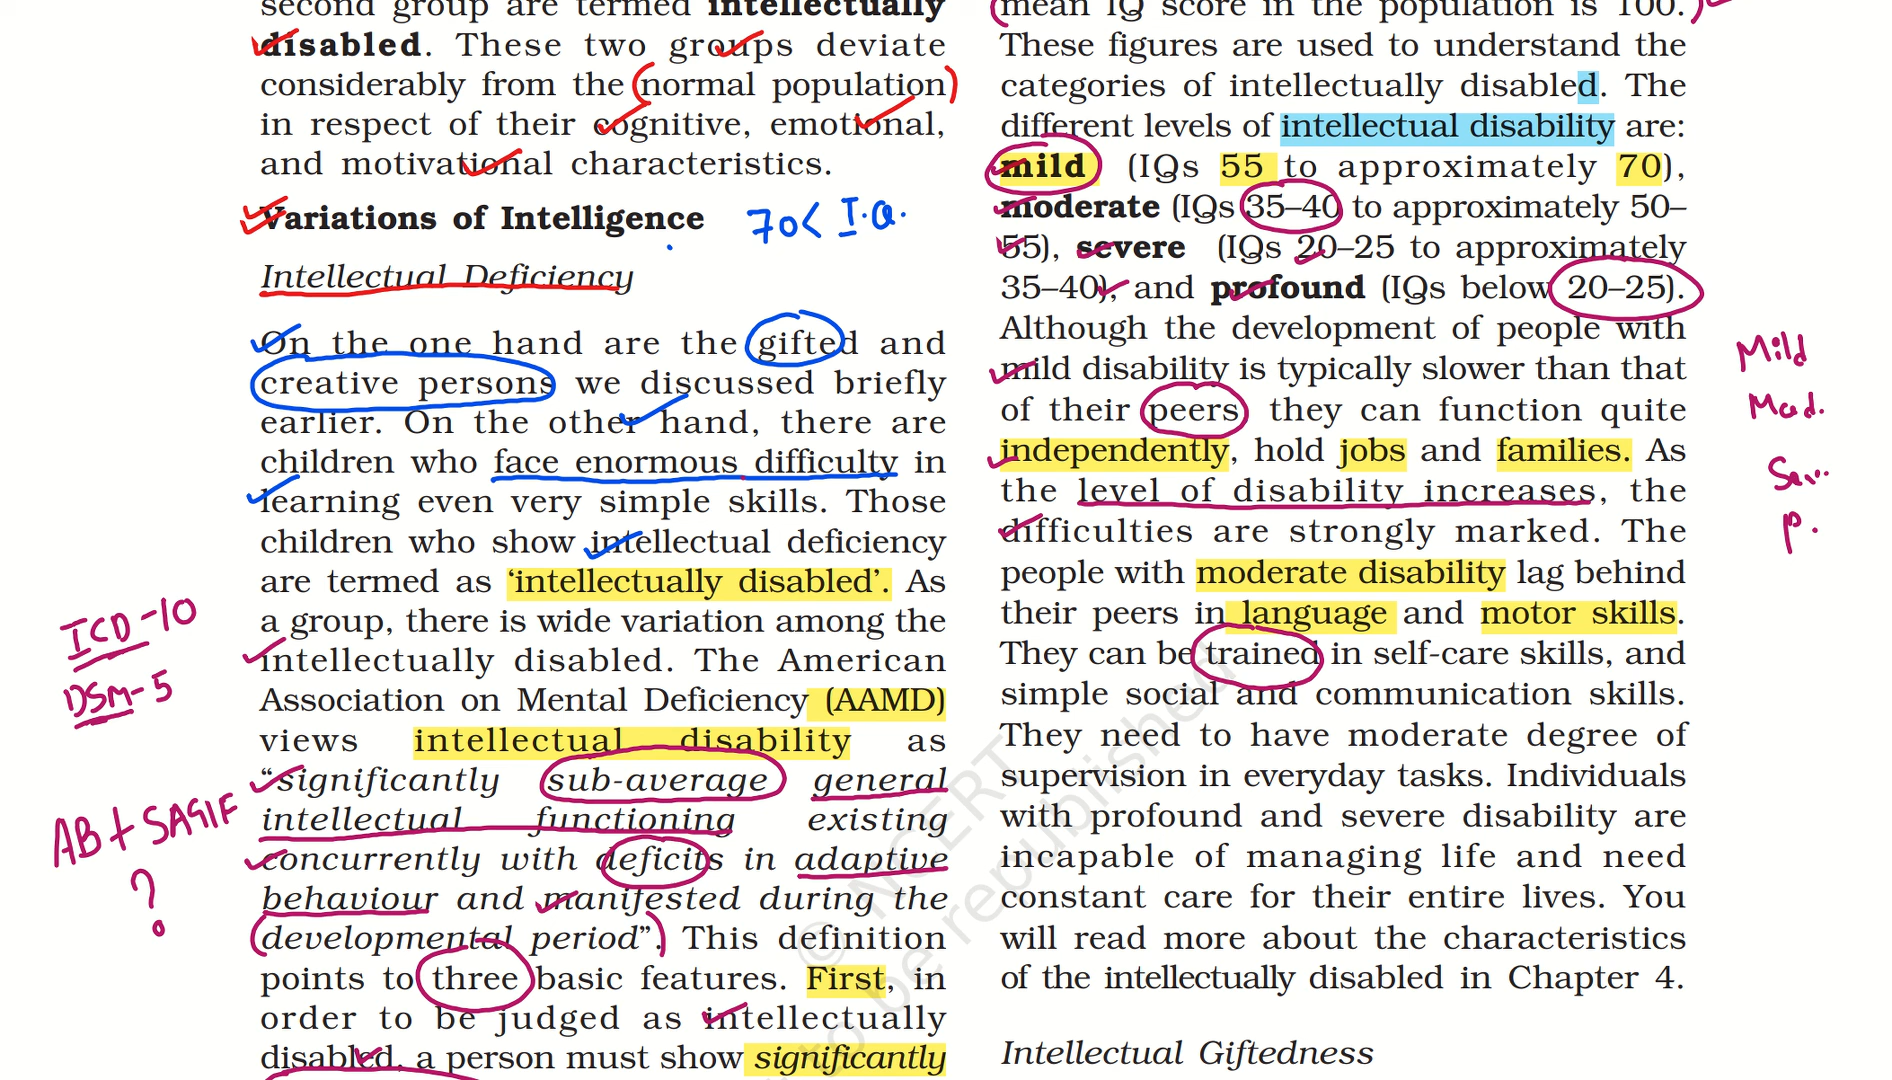 second group are termed intellectually
disabled. These two groups deviate
considerably from the normal population
in respect of their cognitive, emotional,
and motivational characteristics.
Variations of Intelligence
70< I.Q.
Intellectual Deficiency
On the one hand are the gifted and
creative persons we discussed briefly
earlier. On the other hand, there are
children who face enormous difficulty in
learning even very simple skills. Those
children who show intellectual deficiency
are termed as ‘intellectually disabled’. As
a group, there is wide variation among the
intellectually disabled. The American
Association on Mental Deficiency (AAMD)
views intellectual disability as
“significantly sub-average general
intellectual functioning existing
concurrently with deficits in adaptive
behaviour and manifested during the
developmental period”. This definition
points to three basic features. First, in
order to be judged as intellectually
disabled, a person must show significantly
ICD-10
DSM-5
AB + SAGIF
?
mean IQ score in the population is 100.
These figures are used to understand the
categories of intellectually disabled. The
different levels of intellectual disability are:
mild (IQs 55 to approximately 70),
moderate (IQs 35–40 to approximately 50–
55), severe (IQs 20–25 to approximately
35–40), and profound (IQs below 20–25).
Although the development of people with
mild disability is typically slower than that
of their peers they can function quite
independently, hold jobs and families. As
the level of disability increases, the
difficulties are strongly marked. The
people with moderate disability lag behind
their peers in language and motor skills.
They can be trained in self-care skills, and
simple social and communication skills.
They need to have moderate degree of
supervision in everyday tasks. Individuals
with profound and severe disability are
incapable of managing life and need
constant care for their entire lives. You
will read more about the characteristics
of the intellectually disabled in Chapter 4.
Intellectual Giftedness
Mild
Mod.
Sev..
P.
© NCERT
to be republished